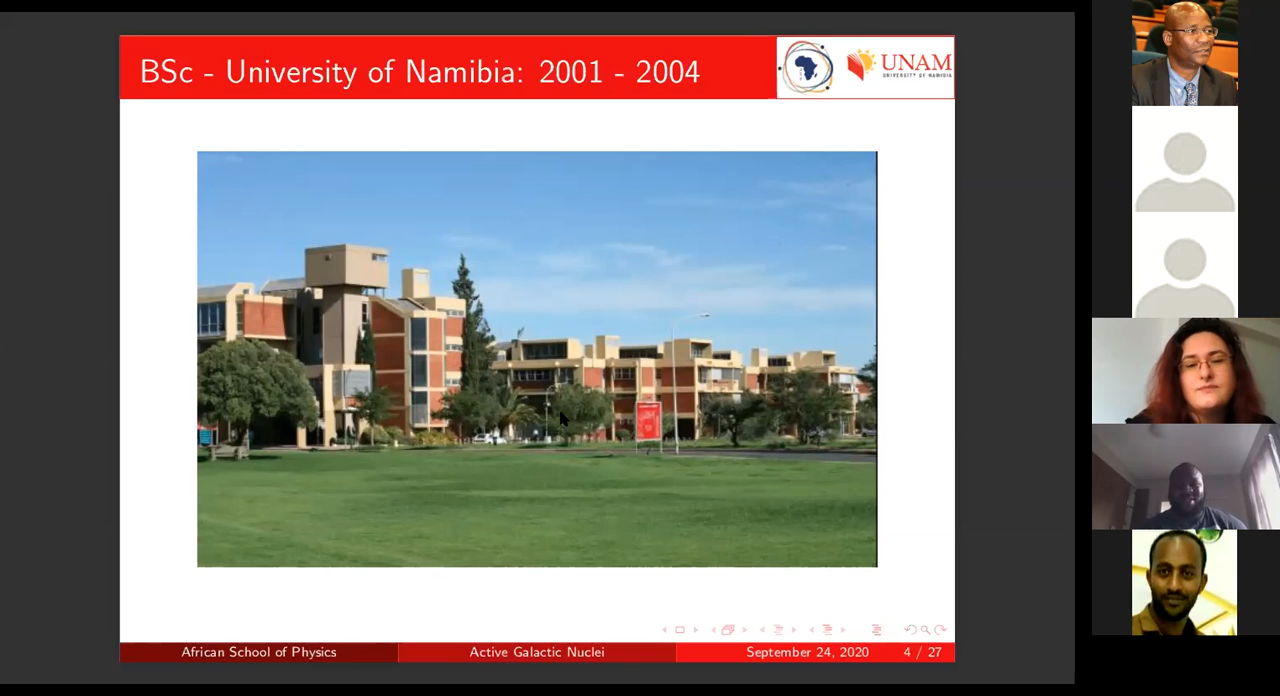 BSc - University of Namibia: 2001 - 2004
UNAM
UNIVERSITY OF NAMIBIA
African School of Physics
Active Galactic Nuclei
September 24, 2020
4 / 27